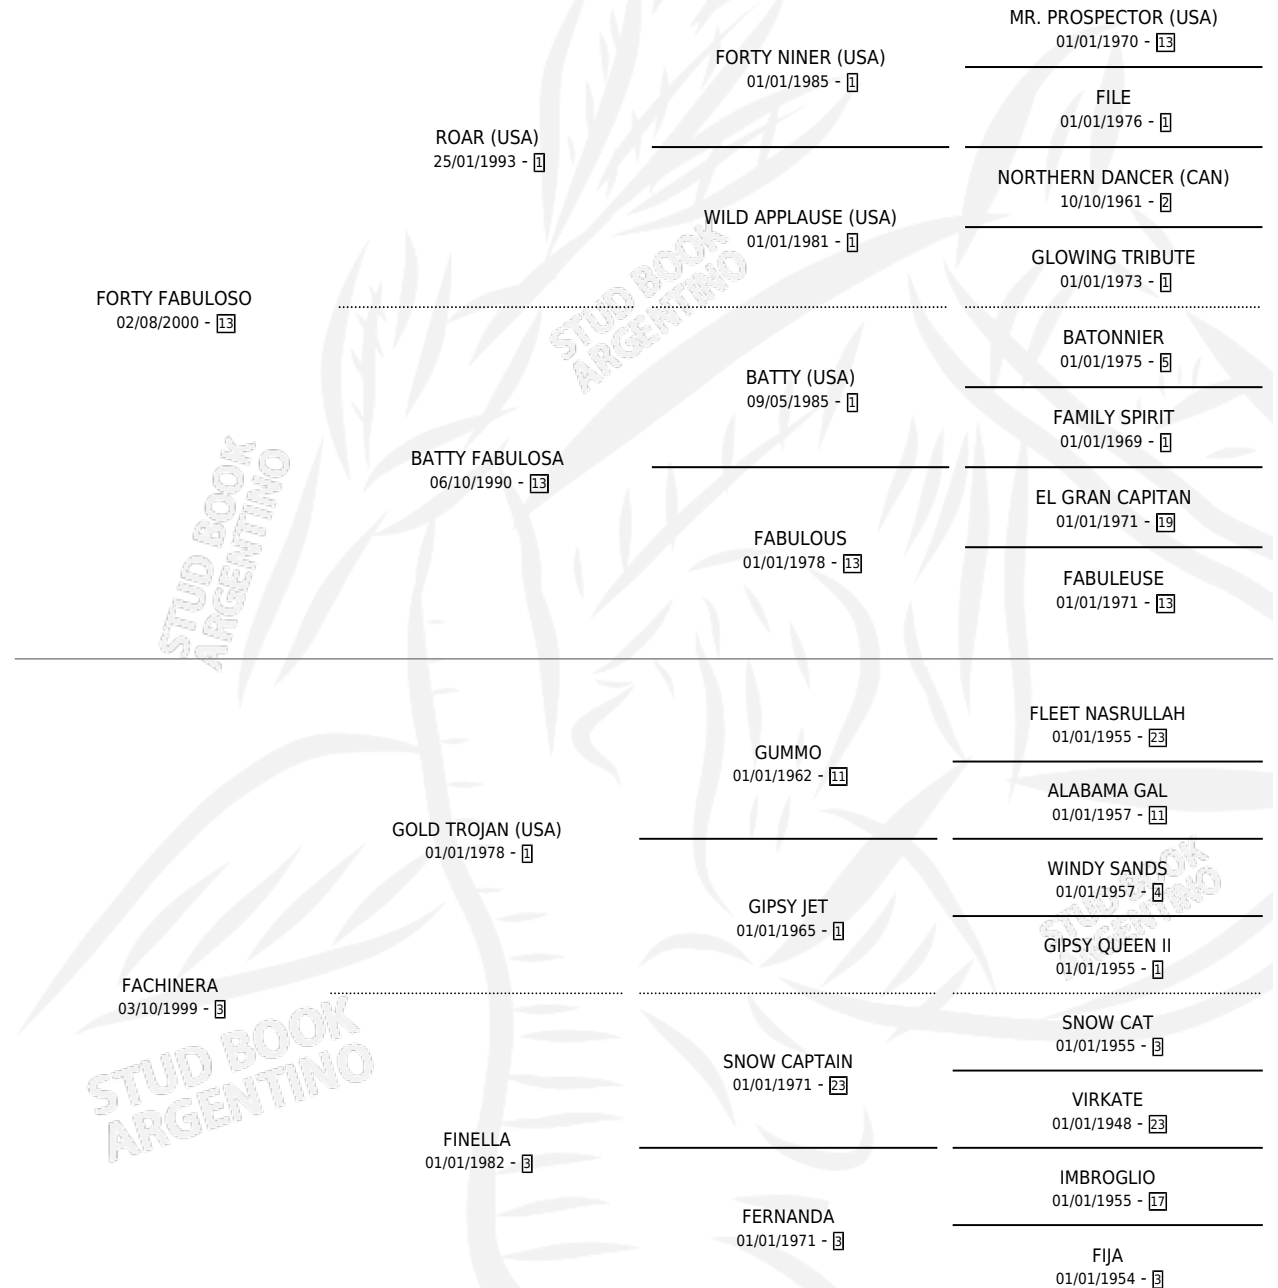 MR. PROSPECTOR (USA)
01/01/1970 - 13
FORTY NINER (USA)
01/01/1985 - 1
FILE
01/01/1976 - 1
ROAR (USA)
25/01/1993 - 1
NORTHERN DANCER (CAN)
10/10/1961 - 2
WILD APPLAUSE (USA)
01/01/1981 - 1
GLOWING TRIBUTE
01/01/1973 - 1
STUD BOOK
ARGENTINO
FORTY FABULOSO
02/08/2000 - 13
BATONNIER
01/01/1975 - 5
BATTY (USA)
09/05/1985 - 1
FAMILY SPIRIT
01/01/1969 - 1
BATTY FABULOSA
06/10/1990 - 13
EL GRAN CAPITAN
01/01/1971 - 19
FABULOUS
01/01/1978 - 13
FABULEUSE
01/01/1971 - 13
STUD BOOK
ARGENTINO
FLEET NASRULLAH
01/01/1955 - 23
GUMMO
01/01/1962 - 11
ALABAMA GAL
01/01/1957 - 11
GOLD TROJAN (USA)
01/01/1978 - 1
WINDY SANDS
01/01/1957 - 4
GIPSY JET
01/01/1965 - 1
GIPSY QUEEN II
01/01/1955 - 1
STUD BOOK
ARGENTINO
FACHINERA
03/10/1999 - 3
SNOW CAT
01/01/1955 - 3
SNOW CAPTAIN
01/01/1971 - 23
VIRKATE
01/01/1948 - 23
STUD BOOK
ARGENTINO
FINELLA
01/01/1982 - 3
IMBROGLIO
01/01/1955 - 17
FERNANDA
01/01/1971 - 3
FIJA
01/01/1954 - 3